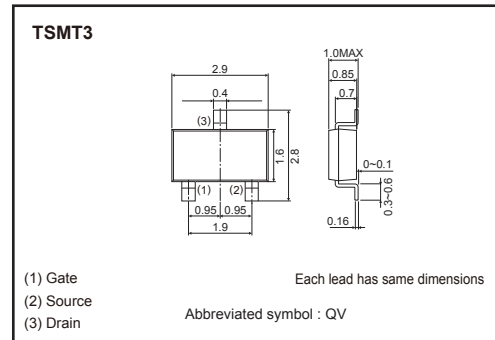 TSMT3
1.0MAX
2.9
0.85
0.4
0.7
(3)
1.6
2.8
0~0.1
(1) (2)
0.3~0.6
0.95 0.95
0.16
1.9
(1) Gate
Each lead has same dimensions
(2) Source
Abbreviated symbol : QV
(3) Drain